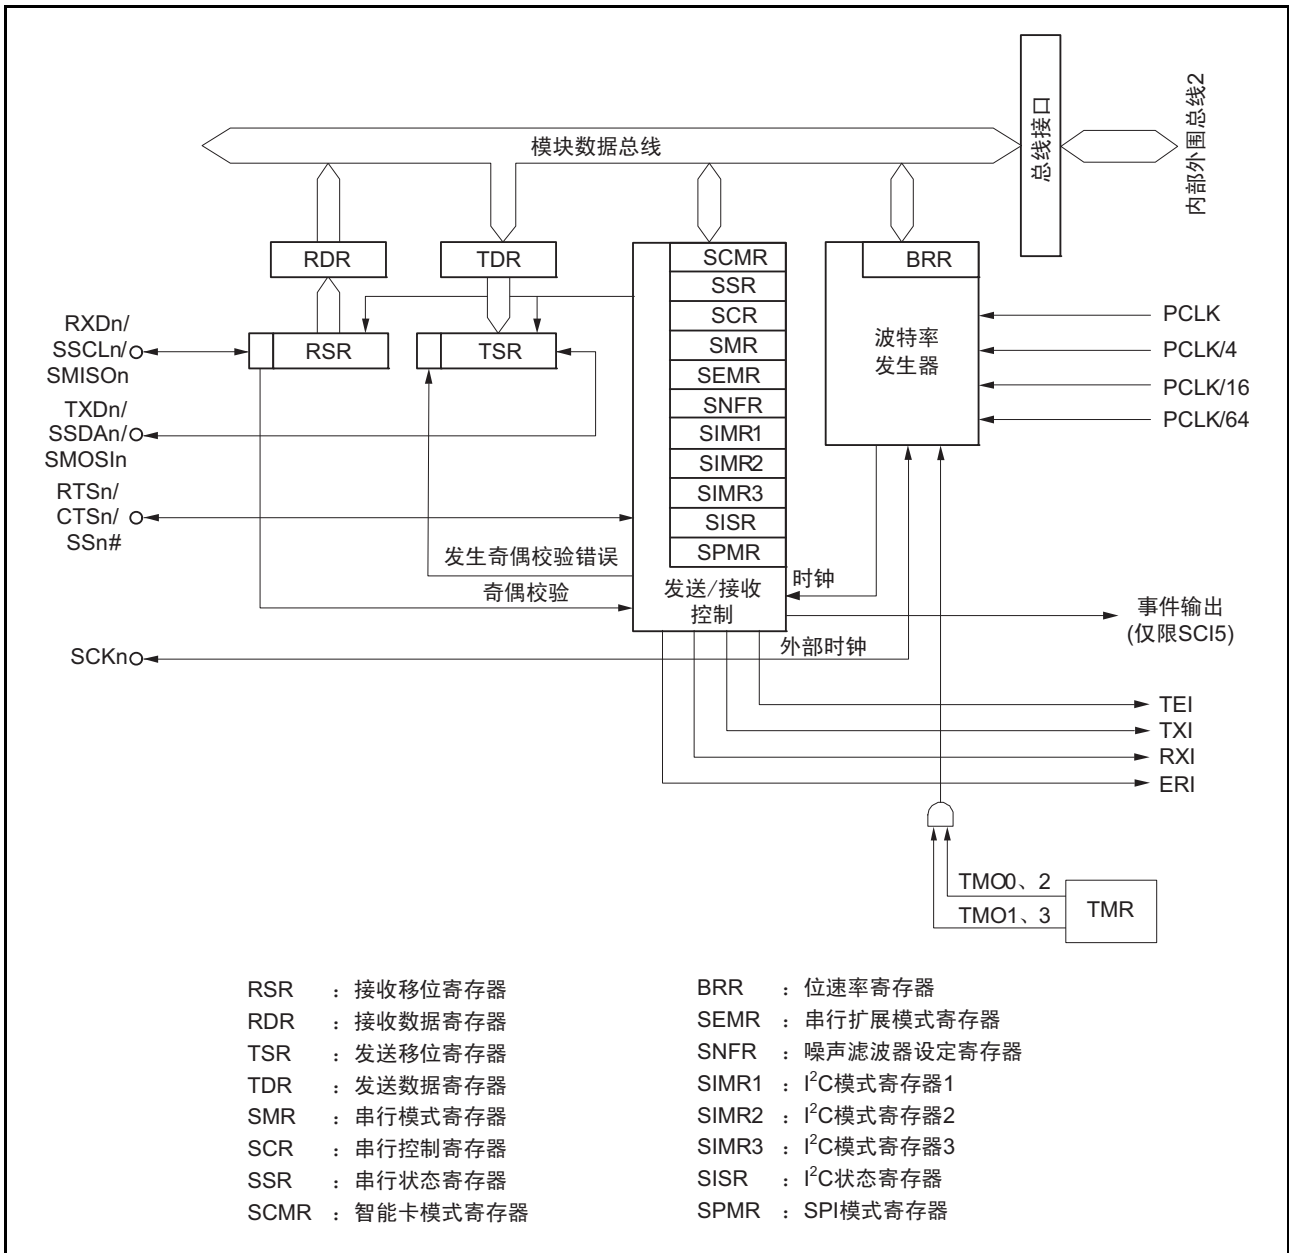 总线接口
内部外围总线2
模块数据总线
RDR
TDR
SCMR
BRR
SSR
SCR
SMR
SEMR
SNFR
SIMR1
SIMR2
SIMR3
SISR
SPMR
发送/接收
控制
波特率
发生器
PCLK
PCLK/4
PCLK/16
PCLK/64
RXDn/
SSCLn/
SMISOn
RSR
TSR
TXDn/
SSDAn/
SMOSIn
RTSn/
CTSn/
SSn#
发生奇偶校验错误
奇偶校验
时钟
事件输出
(仅限SCI5)
SCKn
外部时钟
TEI
TXI
RXI
ERI
TMO0、2
TMO1、3
TMR
RSR : 接收移位寄存器
RDR : 接收数据寄存器
TSR : 发送移位寄存器
TDR : 发送数据寄存器
SMR : 串行模式寄存器
SCR : 串行控制寄存器
SSR : 串行状态寄存器
SCMR : 智能卡模式寄存器
BRR : 位速率寄存器
SEMR : 串行扩展模式寄存器
SNFR : 噪声滤波器设定寄存器
SIMR1 : I²C模式寄存器1
SIMR2 : I²C模式寄存器2
SIMR3 : I²C模式寄存器3
SISR : I²C状态寄存器
SPMR : SPI模式寄存器